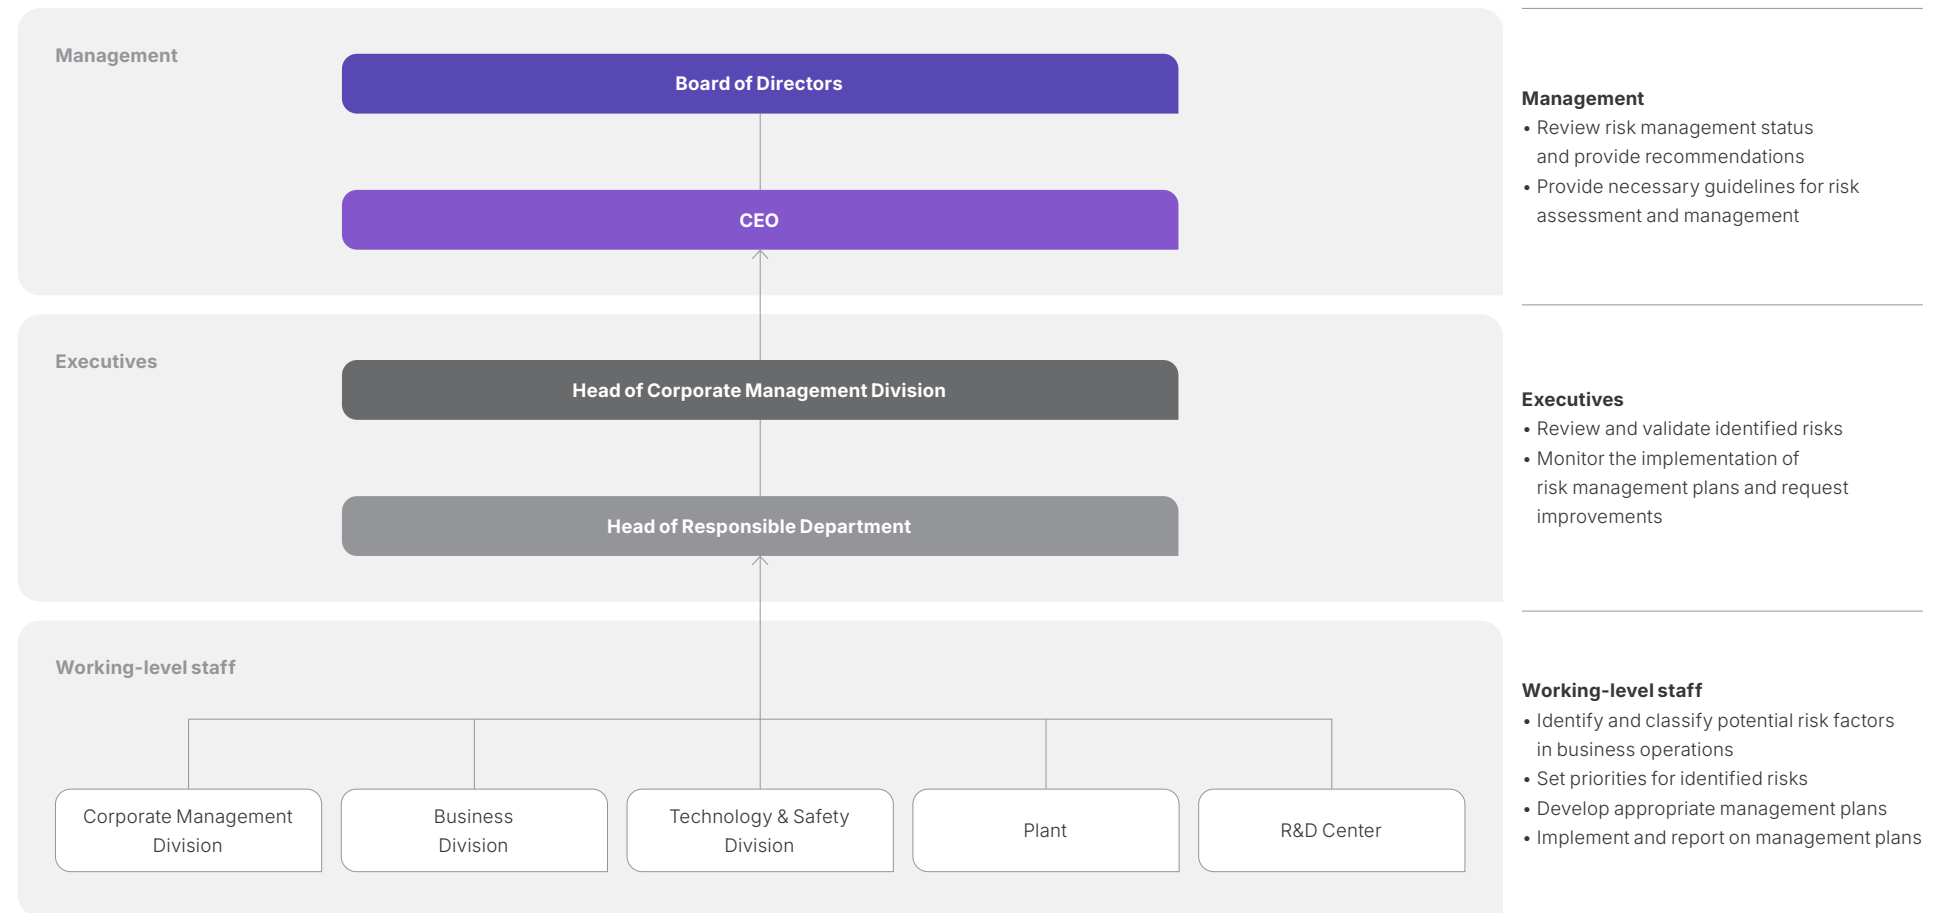 Management
Board of Directors
CEO
Management
• Review risk management status
and provide recommendations
• Provide necessary guidelines for risk
assessment and management
Executives
Head of Corporate Management Division
Head of Responsible Department
Executives
• Review and validate identified risks
• Monitor the implementation of
risk management plans and request
improvements
Working-level staff
Corporate Management
Division
Business
Division
Technology & Safety
Division
Plant
R&D Center
Working-level staff
• Identify and classify potential risk factors
in business operations
• Set priorities for identified risks
• Develop appropriate management plans
• Implement and report on management plans